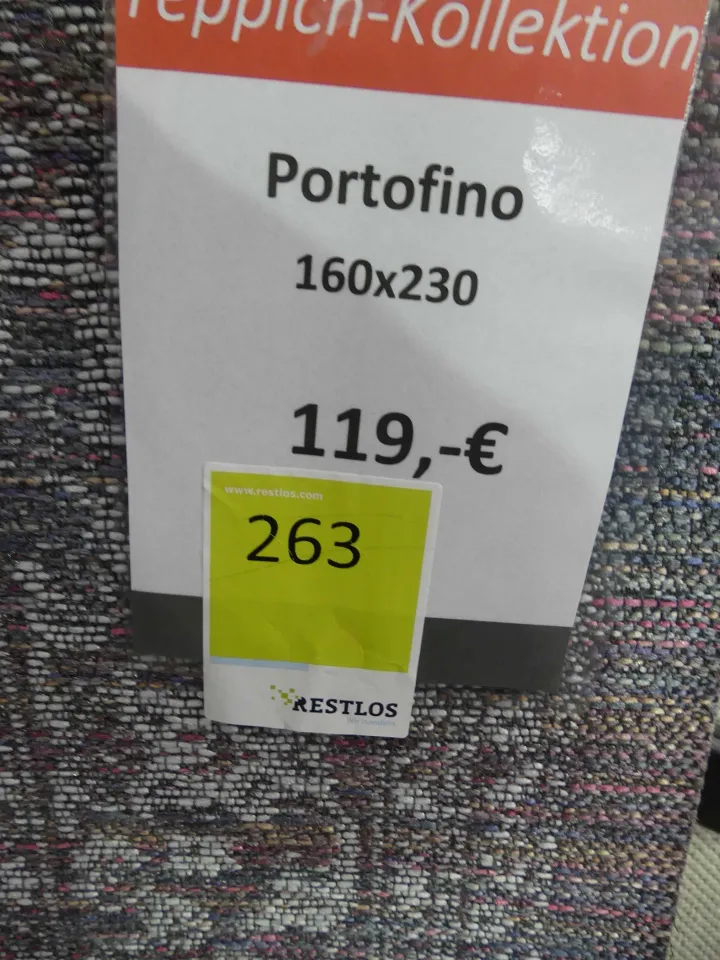 Teppich-Kollektion
Portofino
160x230
119,-€
www.restlos.com
263
RESTLOS